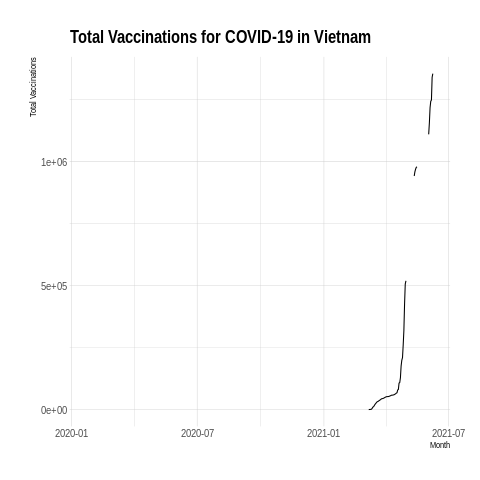 Total Vaccinations for COVID-19 in Vietnam
Total Vaccinations
1e+06
5e+05
0e+00
2020-01
2020-07
2021-01
2021-07
Month